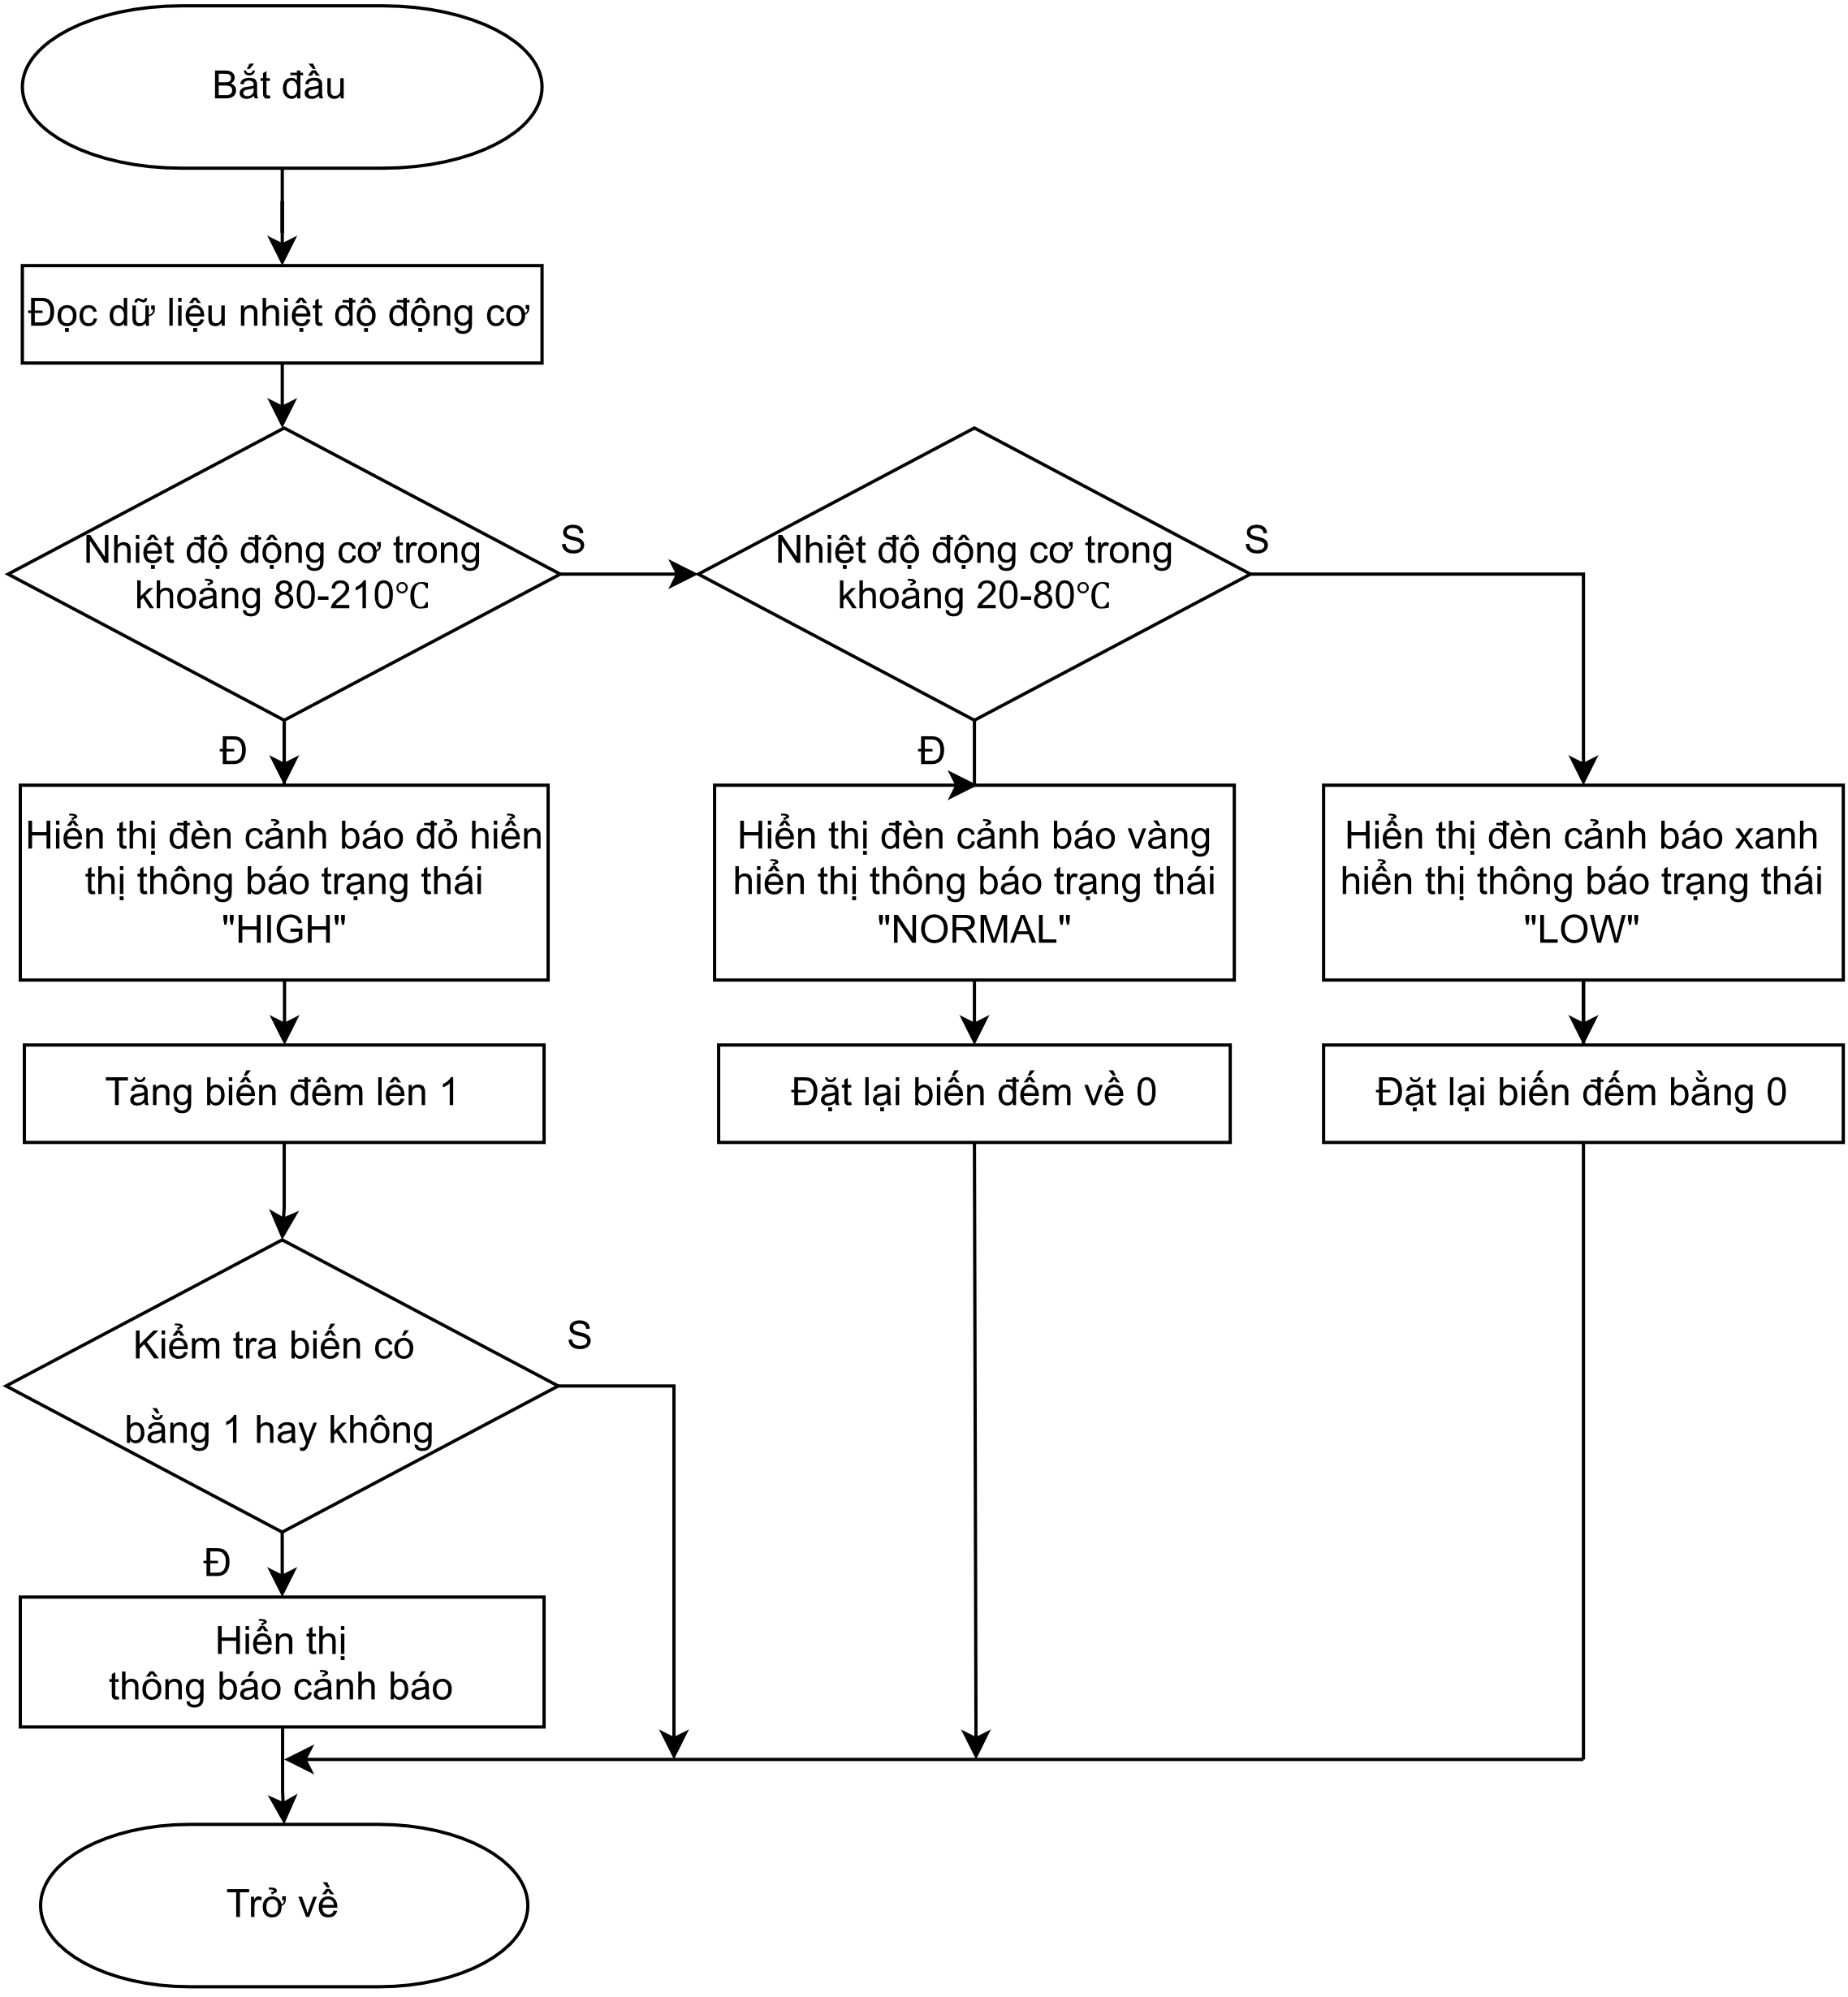 Bắt đầu
Đọc dữ liệu nhiệt độ động cơ
Nhiệt độ động cơ trong
khoảng 80-210℃
S
Nhiệt độ động cơ trong
khoảng 20-80℃
S
Đ
Đ
Hiển thị đèn cảnh báo đỏ hiển
thị thông báo trạng thái
"HIGH"
Hiển thị đèn cảnh báo vàng
hiển thị thông báo trạng thái
"NORMAL"
Hiển thị đèn cảnh báo xanh
hiển thị thông báo trạng thái
"LOW"
Tăng biến đêm lên 1
Đặt lại biến đếm về 0
Đặt lại biến đếm bằng 0
Kiểm tra biến có
bằng 1 hay không
S
Đ
Hiển thị
thông báo cảnh báo
Trở về